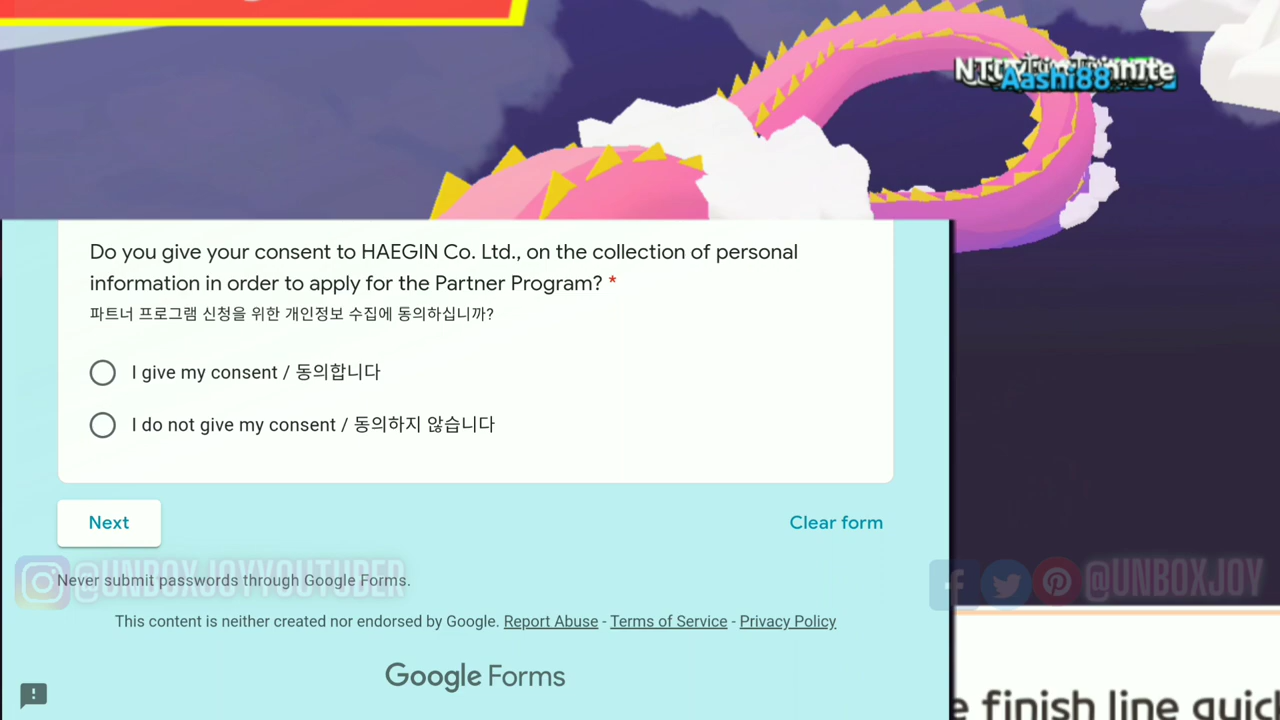 Aashi88
Do you give your consent to HAEGIN Co. Ltd., on the collection of personal
information in order to apply for the Partner Program? *
파트너 프로그램 신청을 위한 개인정보 수집에 동의하십니까?
I give my consent / 동의합니다
I do not give my consent / 동의하지 않습니다
Next
Clear form
@UNBOXJOYYOUTUBER
@UNBOXJOY
Never submit passwords through Google Forms.
This content is neither created nor endorsed by Google. Report Abuse - Terms of Service - Privacy Policy
Google Forms
finish line